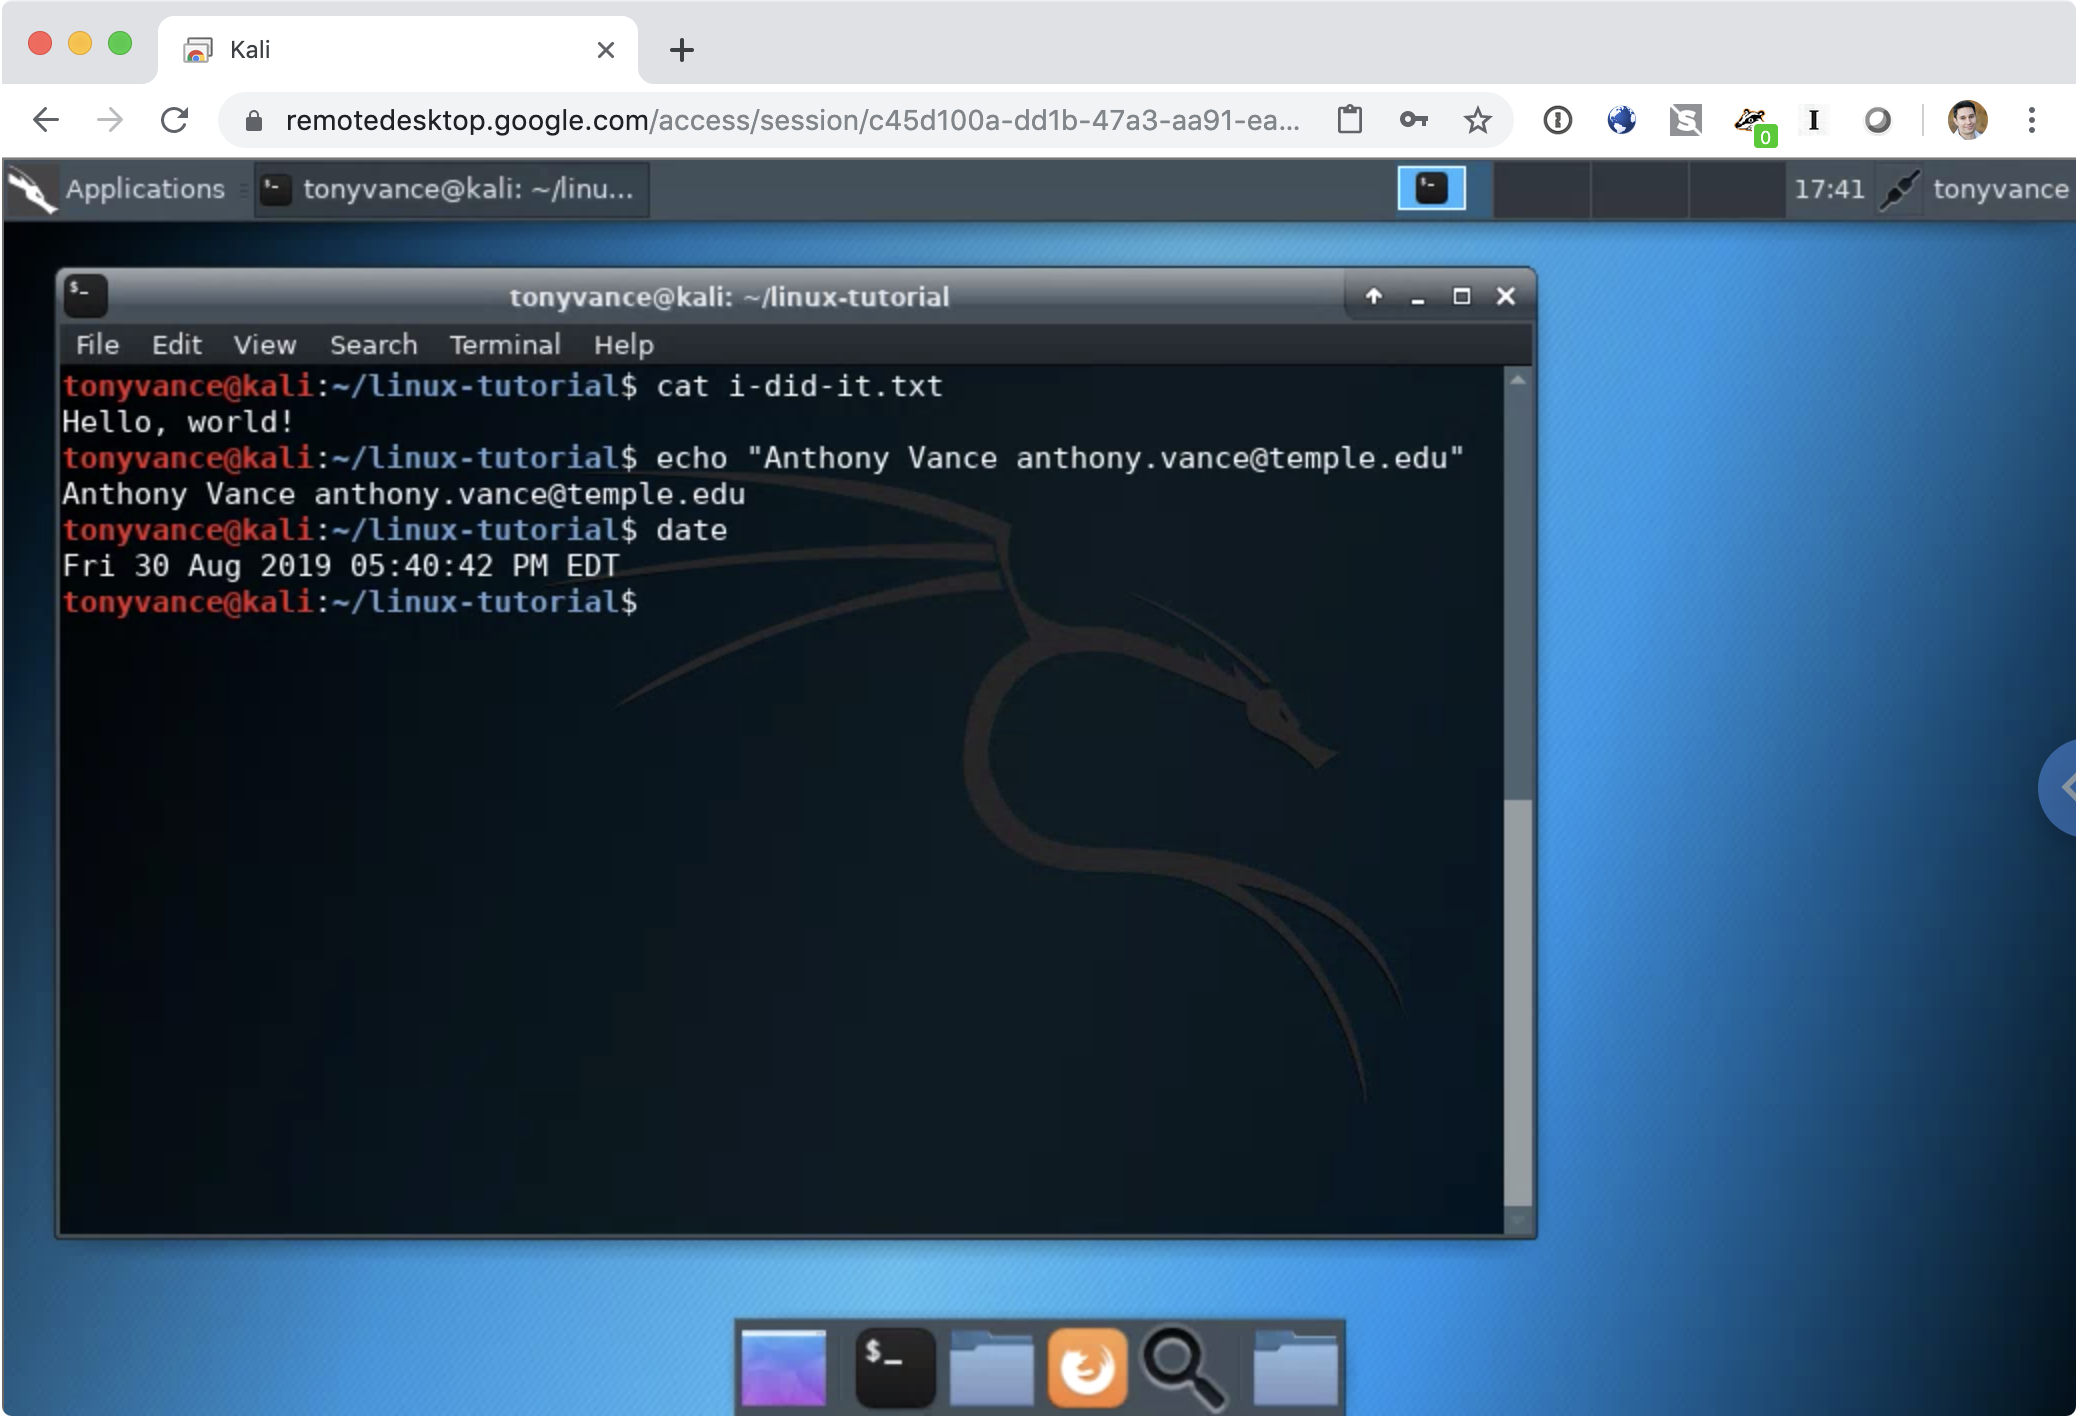 Kali
remotedesktop.google.com/access/session/c45d100a-dd1b-47a3-aa91-ea...
0
I
Applications
$-
tonyvance@kali: ~/linu...
$-
17:41
tonyvance
$_
tonyvance@kali: ~/linux-tutorial
File Edit View Search Terminal Help
tonyvance@kali:~/linux-tutorial$ cat i-did-it.txt
Hello, world!
tonyvance@kali:~/linux-tutorial$ echo "Anthony Vance anthony.vance@temple.edu"
Anthony Vance anthony.vance@temple.edu
tonyvance@kali:~/linux-tutorial$ date
Fri 30 Aug 2019 05:40:42 PM EDT
tonyvance@kali:~/linux-tutorial$
$_